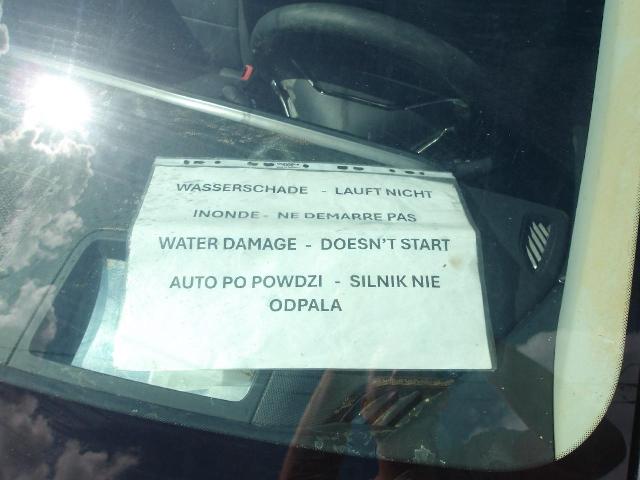 WASSERSCHADE - LAUFT NICHT
INONDE - NE DEMARRE PAS
WATER DAMAGE - DOESN'T START
AUTO PO POWDZI - SILNIK NIE
ODPALA